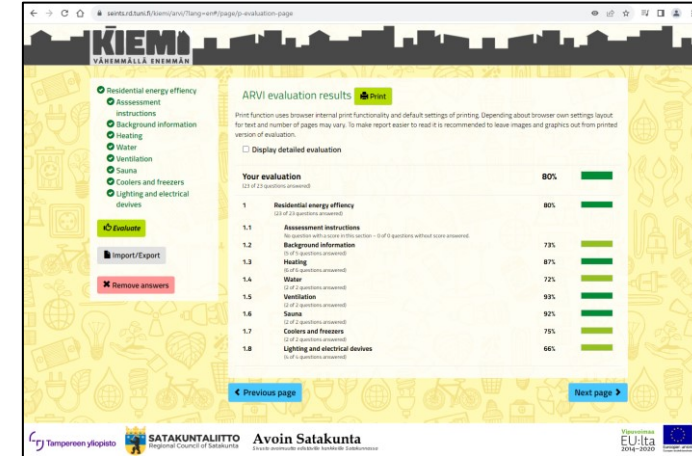 seints.rd.tuni.fi/kiemi/arvi/?lang=en#/page/p-evaluation-page
KIEMI
VÄHEMMÄLLÄ ENEMMÄN
Residential energy effiency
Asssessment
instructions
Background information
Heating
Water
Ventilation
Sauna
Coolers and freezers
Lighting and electrical
devives
Evaluate
Import/Export
Remove answers
ARVI evaluation results Print
Print function uses browser internal print functionality and default settings of printing. Depending about browser own settings layout
for text and number of pages may vary. To make report easier to read it is recommended to leave images and graphics out from printed
version of evaluation.
Display detailed evaluation
Your evaluation 80%
(23 of 23 questions answered)
1 Residential energy effiency 80%
(23 of 23 questions answered)
1.1 Asssessment instructions
No question with a score in this section – 0 of 0 questions without score answered.
1.2 Background information 73%
(5 of 5 questions answered)
1.3 Heating 87%
(6 of 6 questions answered)
1.4 Water 72%
(2 of 2 questions answered)
1.5 Ventilation 93%
(2 of 2 questions answered)
1.6 Sauna 92%
(2 of 2 questions answered)
1.7 Coolers and freezers 75%
(2 of 2 questions answered)
1.8 Lighting and electrical devives 66%
(4 of 4 questions answered)
Previous page
Next page
Tampereen yliopisto
SATAKUNTALIITTO
Regional Council of Satakunta
Avoin Satakunta
Vipuvoimaa
EU:lta
2014–2020